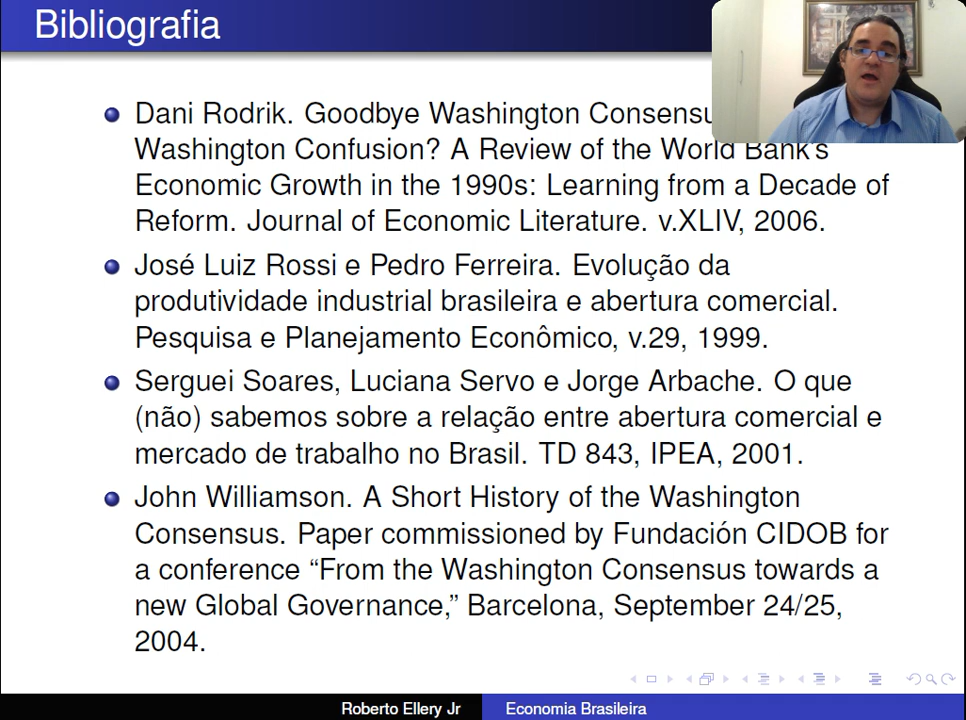 Bibliografia
Dani Rodrik. Goodbye Washington Consensu
Washington Confusion? A Review of the World Bank's
Economic Growth in the 1990s: Learning from a Decade of
Reform. Journal of Economic Literature. v.XLIV, 2006.
José Luiz Rossi e Pedro Ferreira. Evolução da
produtividade industrial brasileira e abertura comercial.
Pesquisa e Planejamento Econômico, v.29, 1999.
Serguei Soares, Luciana Servo e Jorge Arbache. O que
(não) sabemos sobre a relação entre abertura comercial e
mercado de trabalho no Brasil. TD 843, IPEA, 2001.
John Williamson. A Short History of the Washington
Consensus. Paper commissioned by Fundación CIDOB for
a conference “From the Washington Consensus towards a
new Global Governance,” Barcelona, September 24/25,
2004.
Roberto Ellery Jr Economia Brasileira